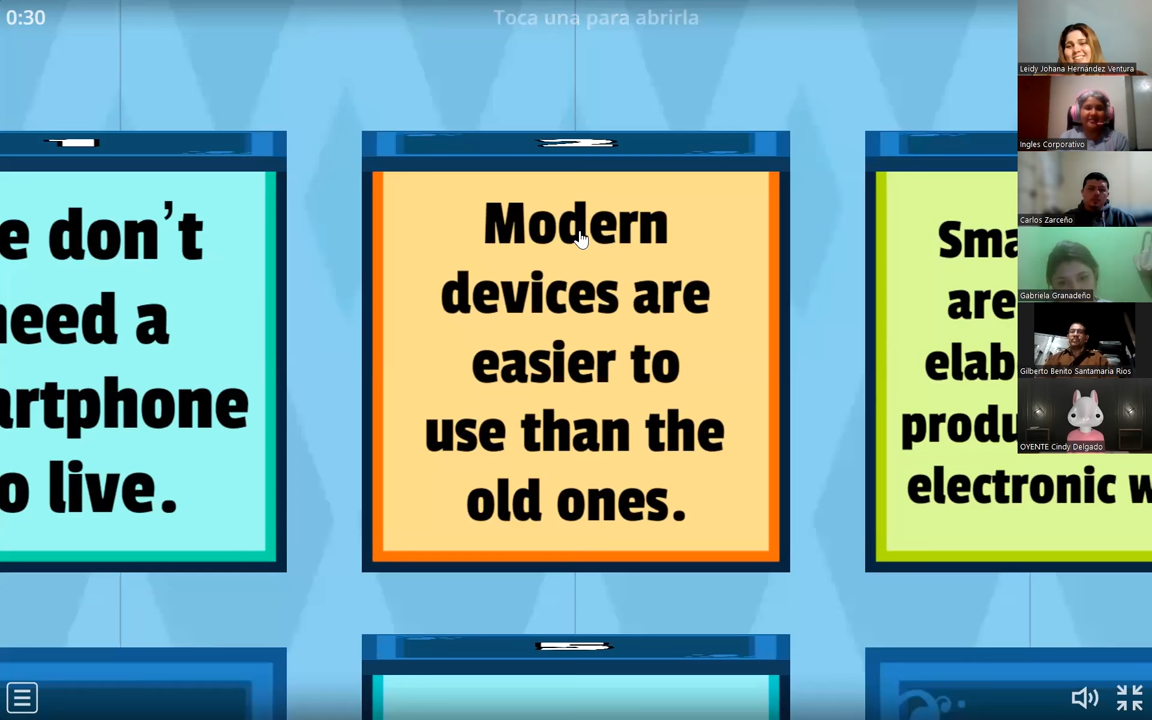 0:30
Toca una para abrirla
e don't
need a
artphone
o live.
Modern
devices are
easier to
use than the
old ones.
Sma
are
elab
produ
electronic w
Leidy Johana Hernández Ventura
Ingles Corporativo
Carlos Zarceño
Gabriela Granadeño
Gilberto Benito Santamaria Rios
OYENTE Cindy Delgado